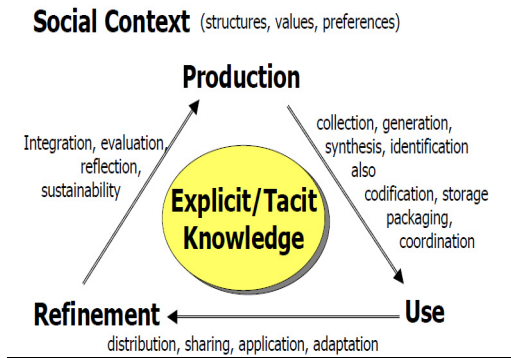 Social Context (structures, values, preferences)
Production
Integration, evaluation,
reflection,
sustainability
collection, generation,
synthesis, identification
also
codification, storage
packaging,
coordination
Explicit/Tacit
Knowledge
Refinement
Use
distribution, sharing, application, adaptation